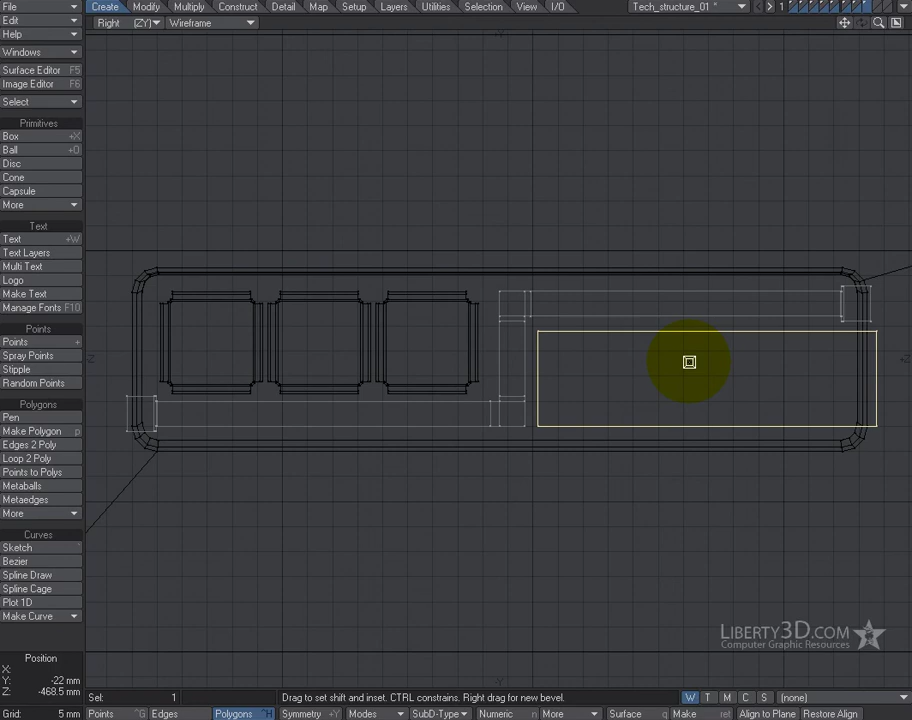 File Create Modify Multiply Construct Detail Map Setup Layers Utilities Selection View I/O Tech_structure_01 * 1
Edit Right (ZY) Wireframe
Help
Windows
Surface Editor F5
Image Editor F6
Select
Primitives
Box +X
Ball +O
Disc
Cone
Capsule
More
Text
Text +W
Text Layers
Multi Text
Logo
Make Text
Manage Fonts F10
Points
Points +
Spray Points
Stipple
Random Points
Polygons
Pen
Make Polygon p
Edges 2 Poly
Loop 2 Poly
Points to Polys
Metaballs
Metaedges
More
Curves
Sketch `
Bezier
Spline Draw
Spline Cage
Plot 1D
Make Curve
LIBERTY3D.COM
Computer Graphic Resources
Position
X:
Y: -22 mm
Z: -468.5 mm
Sel: 1 Drag to set shift and inset. CTRL constrains. Right drag for new bevel. W T M C S (none)
Grid: 5 mm Points ^G Edges Polygons ^H Symmetry +Y Modes SubD-Type Numeric n More Surface q Make ret Align to Plane Restore Align